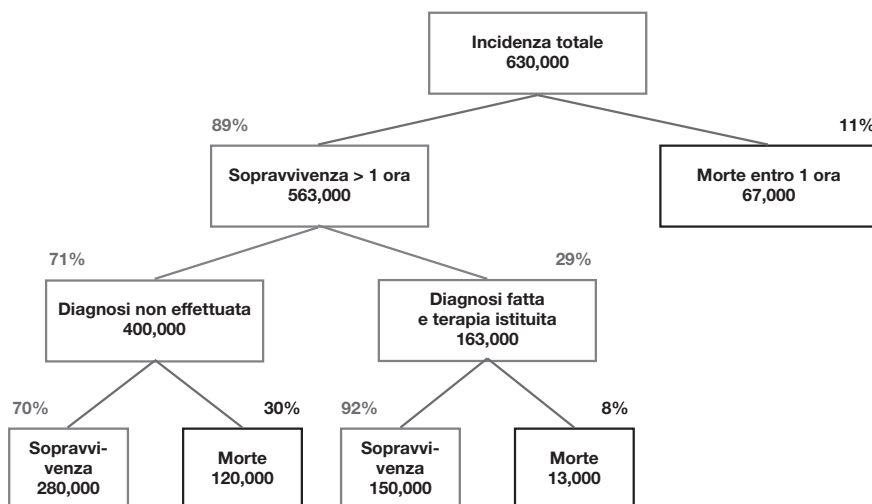 Incidenza totale
630,000
89%
11%
Sopravvivenza > 1 ora
563,000
Morte entro 1 ora
67,000
71%
29%
Diagnosi non effettuata
400,000
Diagnosi fatta
e terapia istituita
163,000
70%
30%
92%
8%
Sopravvi-
venza
280,000
Morte
120,000
Sopravvi-
venza
150,000
Morte
13,000